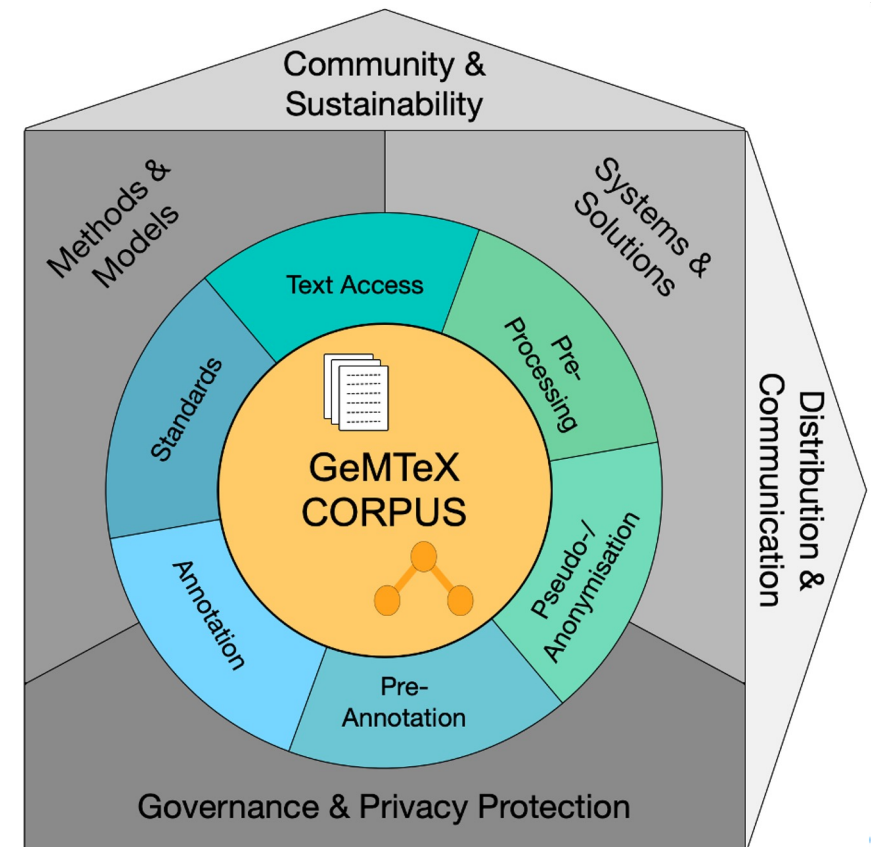 Community &
Sustainability
Methods &
Models
Systems &
Solutions
Text Access
Pre-
Processing
Standards
GeMTeX
CORPUS
Distribution &
Communication
Pseudo-/
Anonymisation
Annotation
Pre-
Annotation
Governance & Privacy Protection